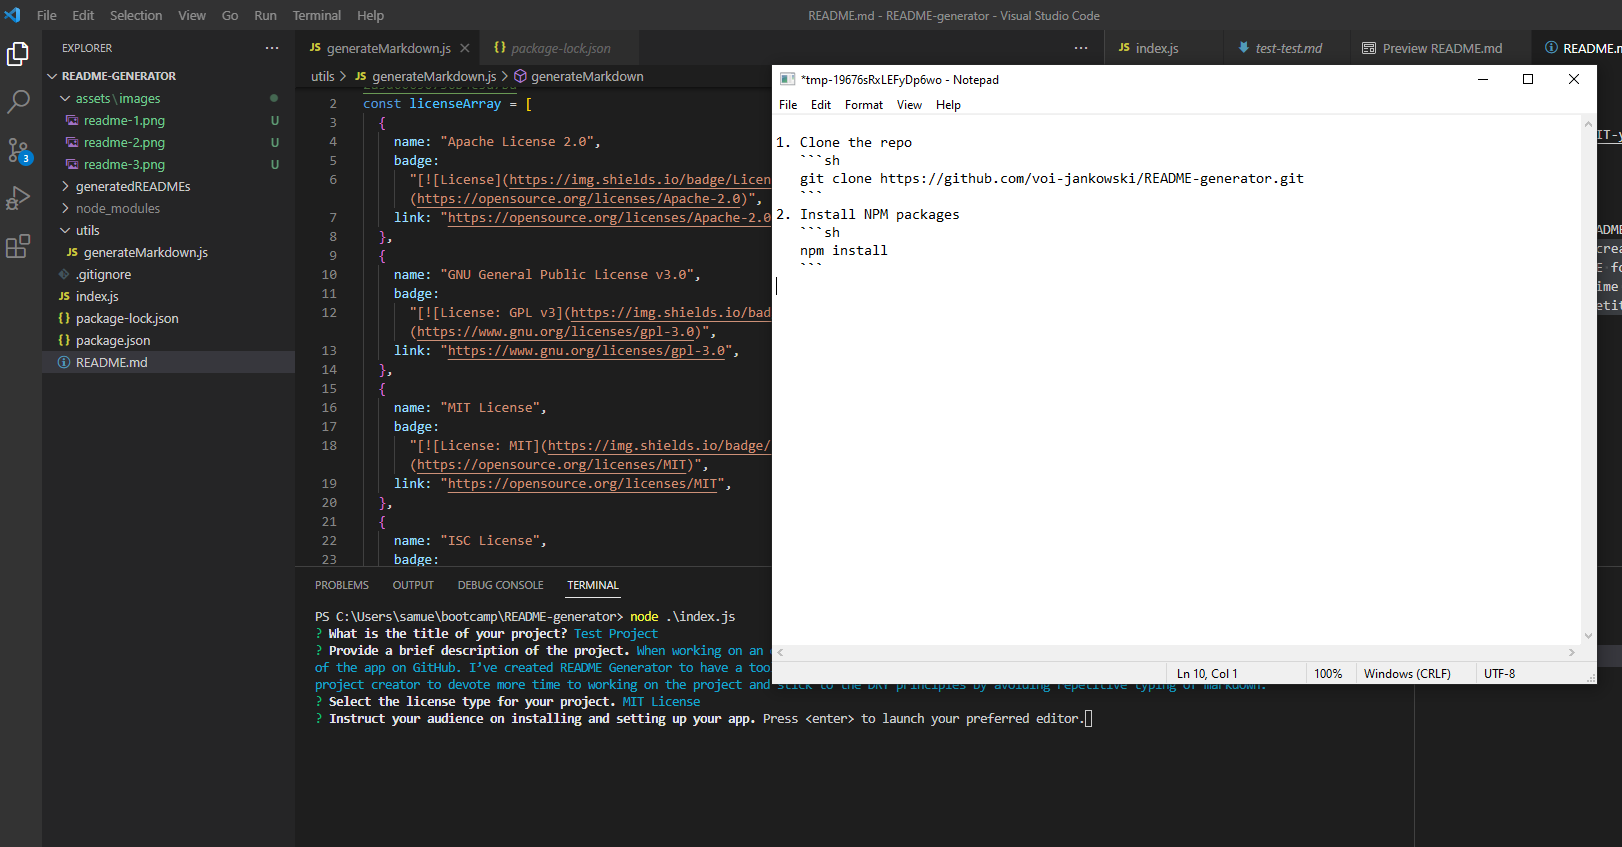 File Edit Selection View Go Run Terminal Help
README.md - README-generator - Visual Studio Code
EXPLORER
README-GENERATOR
assets\images
readme-1.png U
readme-2.png U
readme-3.png U
generatedREADMEs
node_modules
utils
JS generateMarkdown.js
.gitignore
JS index.js
{} package-lock.json
{} package.json
README.md
3
JS generateMarkdown.js
{} package-lock.json
JS index.js
test-test.md
Preview README.md
README.m
utils > JS generateMarkdown.js > generateMarkdown
2 const licenseArray = [
3 {
4 name: "Apache License 2.0",
5 badge:
6 "[![License](https://img.shields.io/badge/Licen
(https://opensource.org/licenses/Apache-2.0)",
7 link: "https://opensource.org/licenses/Apache-2.0
8 },
9 {
10 name: "GNU General Public License v3.0",
11 badge:
12 "[![License: GPL v3](https://img.shields.io/bad
(https://www.gnu.org/licenses/gpl-3.0)",
13 link: "https://www.gnu.org/licenses/gpl-3.0",
14 },
15 {
16 name: "MIT License",
17 badge:
18 "[![License: MIT](https://img.shields.io/badge/
(https://opensource.org/licenses/MIT)",
19 link: "https://opensource.org/licenses/MIT",
20 },
21 {
22 name: "ISC License",
23 badge:
*tmp-19676sRxLEFyDp6wo - Notepad
File Edit Format View Help
1. Clone the repo
```sh
git clone https://github.com/voi-jankowski/README-generator.git
```
2. Install NPM packages
```sh
npm install
```
Ln 10, Col 1 100% Windows (CRLF) UTF-8
IT-y
ADME
crea
E fo
ime
etit
PROBLEMS OUTPUT DEBUG CONSOLE TERMINAL
PS C:\Users\samue\bootcamp\README-generator> node .\index.js
? What is the title of your project? Test Project
? Provide a brief description of the project. When working on an
of the app on GitHub. I've created README Generator to have a too
project creator to devote more time to working on the project and stick to the DRY principles by avoiding repetitive typing of markdown.
? Select the license type for your project. MIT License
? Instruct your audience on installing and setting up your app. Press <enter> to launch your preferred editor.